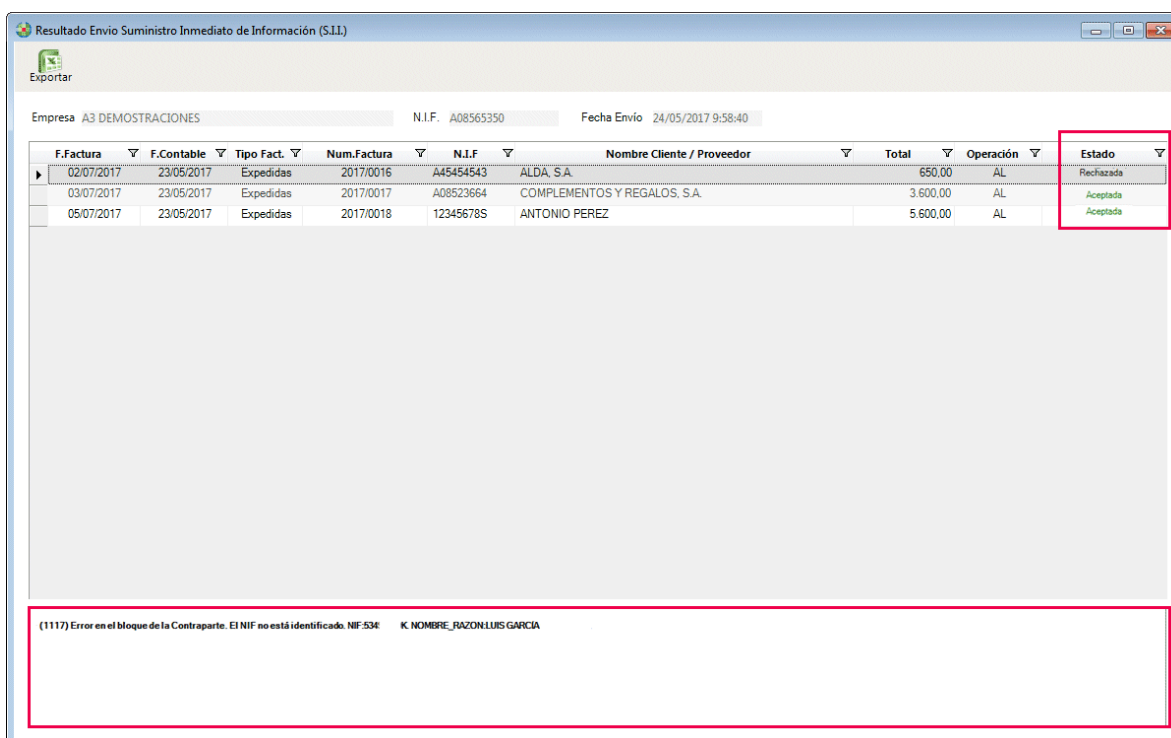 Resultado Envio Suministro Inmediato de Información (S.I.I.)
Exportar
Empresa A3 DEMOSTRACIONES N.I.F. A08565350 Fecha Envío 24/05/2017 9:58:40
F.Factura F.Contable Tipo Fact. Num.Factura N.I.F Nombre Cliente / Proveedor Total Operación Estado
02/07/2017 23/05/2017 Expedidas 2017/0016 A45454543 ALDA, S.A. 650,00 AL Rechazada
03/07/2017 23/05/2017 Expedidas 2017/0017 A08523664 COMPLEMENTOS Y REGALOS, S.A. 3.600,00 AL Aceptada
05/07/2017 23/05/2017 Expedidas 2017/0018 12345678S ANTONIO PEREZ 5.600,00 AL Aceptada
(1117) Error en el bloque de la Contraparte. El NIF no está identificado. NIF:534 K. NOMBRE_RAZON:LUIS GARCÍA